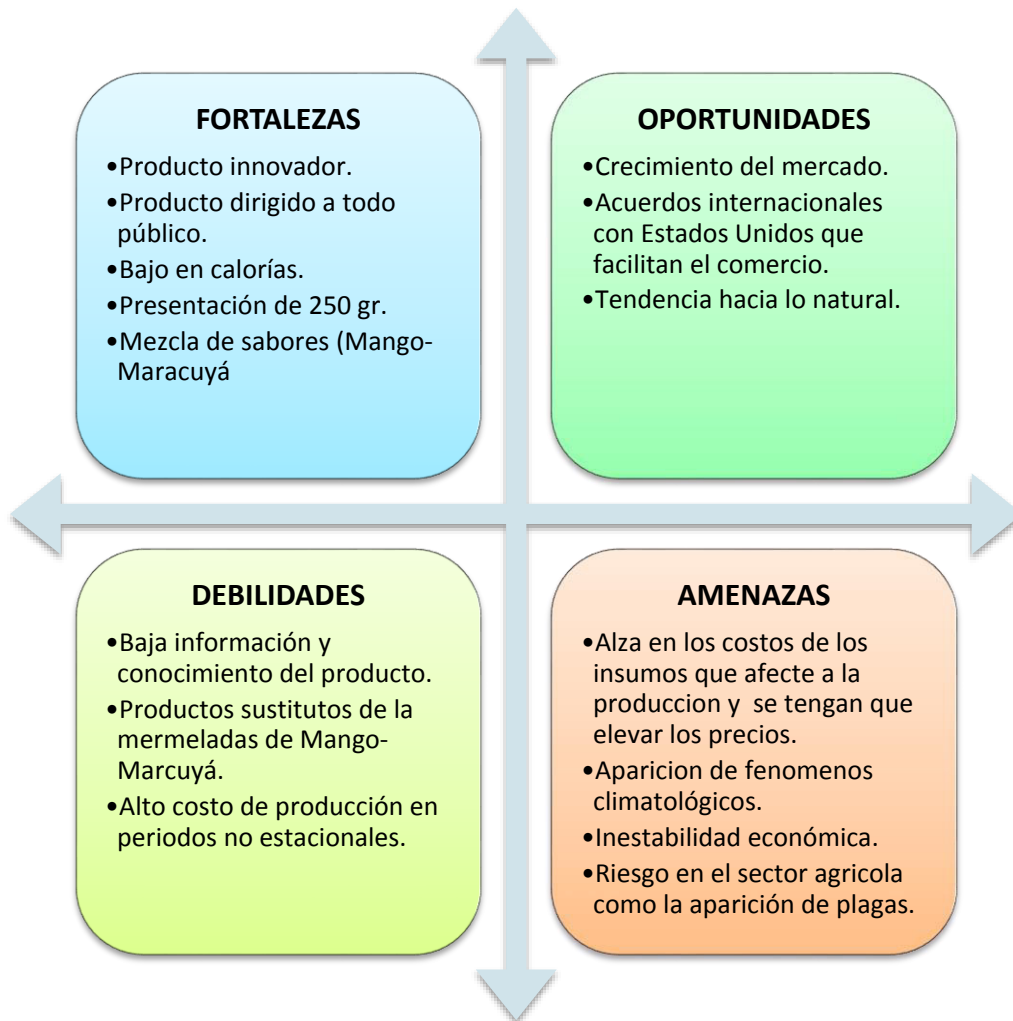 FORTALEZAS
•Producto innovador.
•Producto dirigido a todo
público.
•Bajo en calorías.
•Presentación de 250 gr.
•Mezcla de sabores (Mango-
Maracuyá
OPORTUNIDADES
•Crecimiento del mercado.
•Acuerdos internacionales
con Estados Unidos que
facilitan el comercio.
•Tendencia hacia lo natural.
DEBILIDADES
•Baja información y
conocimiento del producto.
•Productos sustitutos de la
mermeladas de Mango-
Marcuyá.
•Alto costo de producción en
periodos no estacionales.
AMENAZAS
•Alza en los costos de los
insumos que afecte a la
produccion y  se tengan que
elevar los precios.
•Aparicion de fenomenos
climatológicos.
•Inestabilidad económica.
•Riesgo en el sector agricola
como la aparición de plagas.